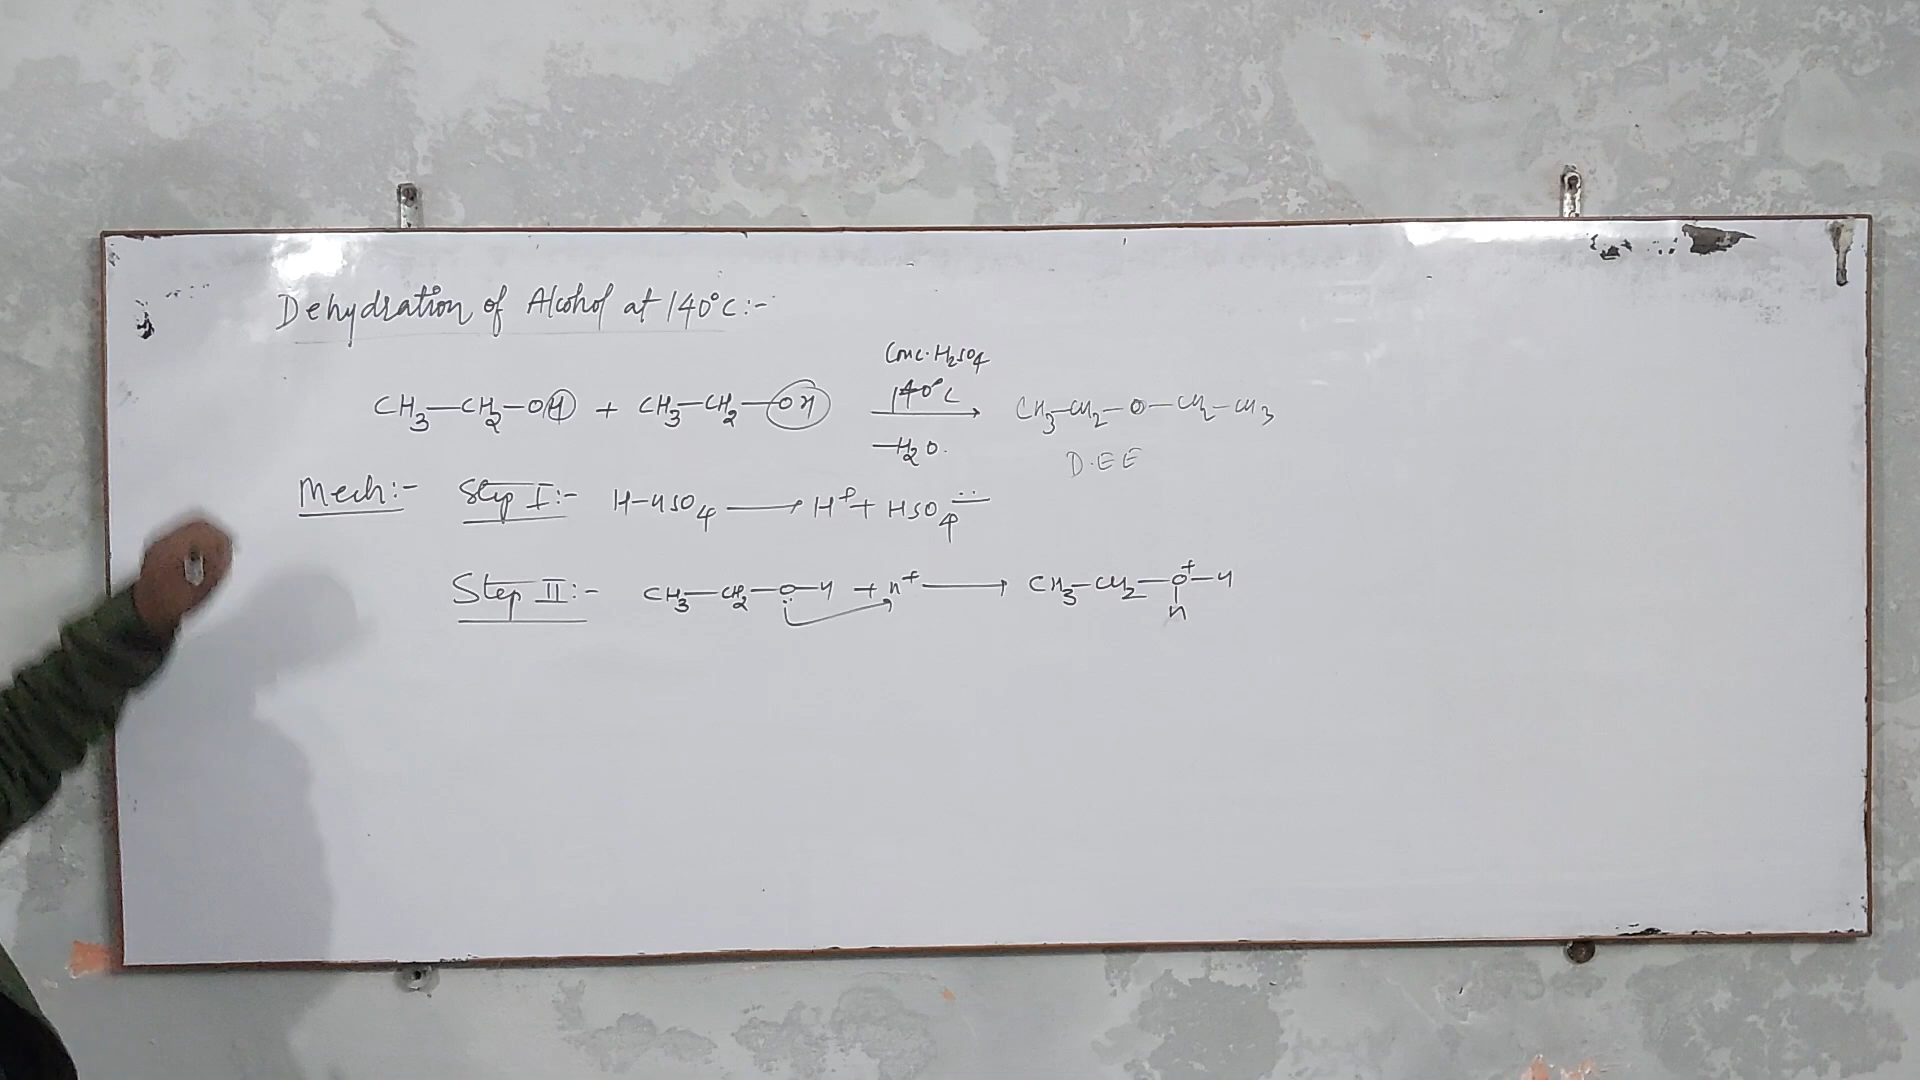 Dehydration of Alcohol at 140°C:-
Conc. H2SO4
CH3—CH2—OH + CH3—CH2—OH 140°C → CH3—CH2—O—CH2—CH3
—H2O.
D.EE
Mech:- Step I:- H—HSO4 ⟶ H+ + HSO4 ⁻
Step II:- CH3—CH2—O—H + H+ ⟶ CH3—CH2—O+—H
H